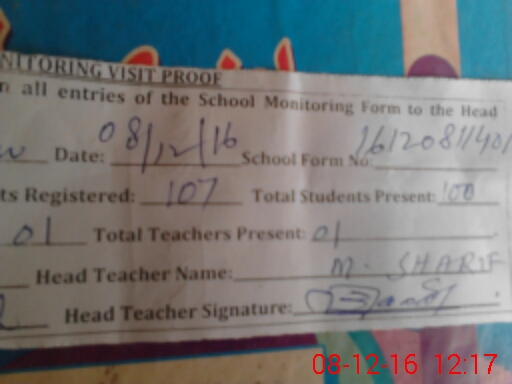 NITORING VISIT PROOF
n all entries of the School Monitoring Form to the Head
Date: 08/12/16 School Form No:
ts Registered: 107 Total Students Present: 100
01 Total Teachers Present: 01
Head Teacher Name: M. SHARIF
Head Teacher Signature:
08-12-16 12:17